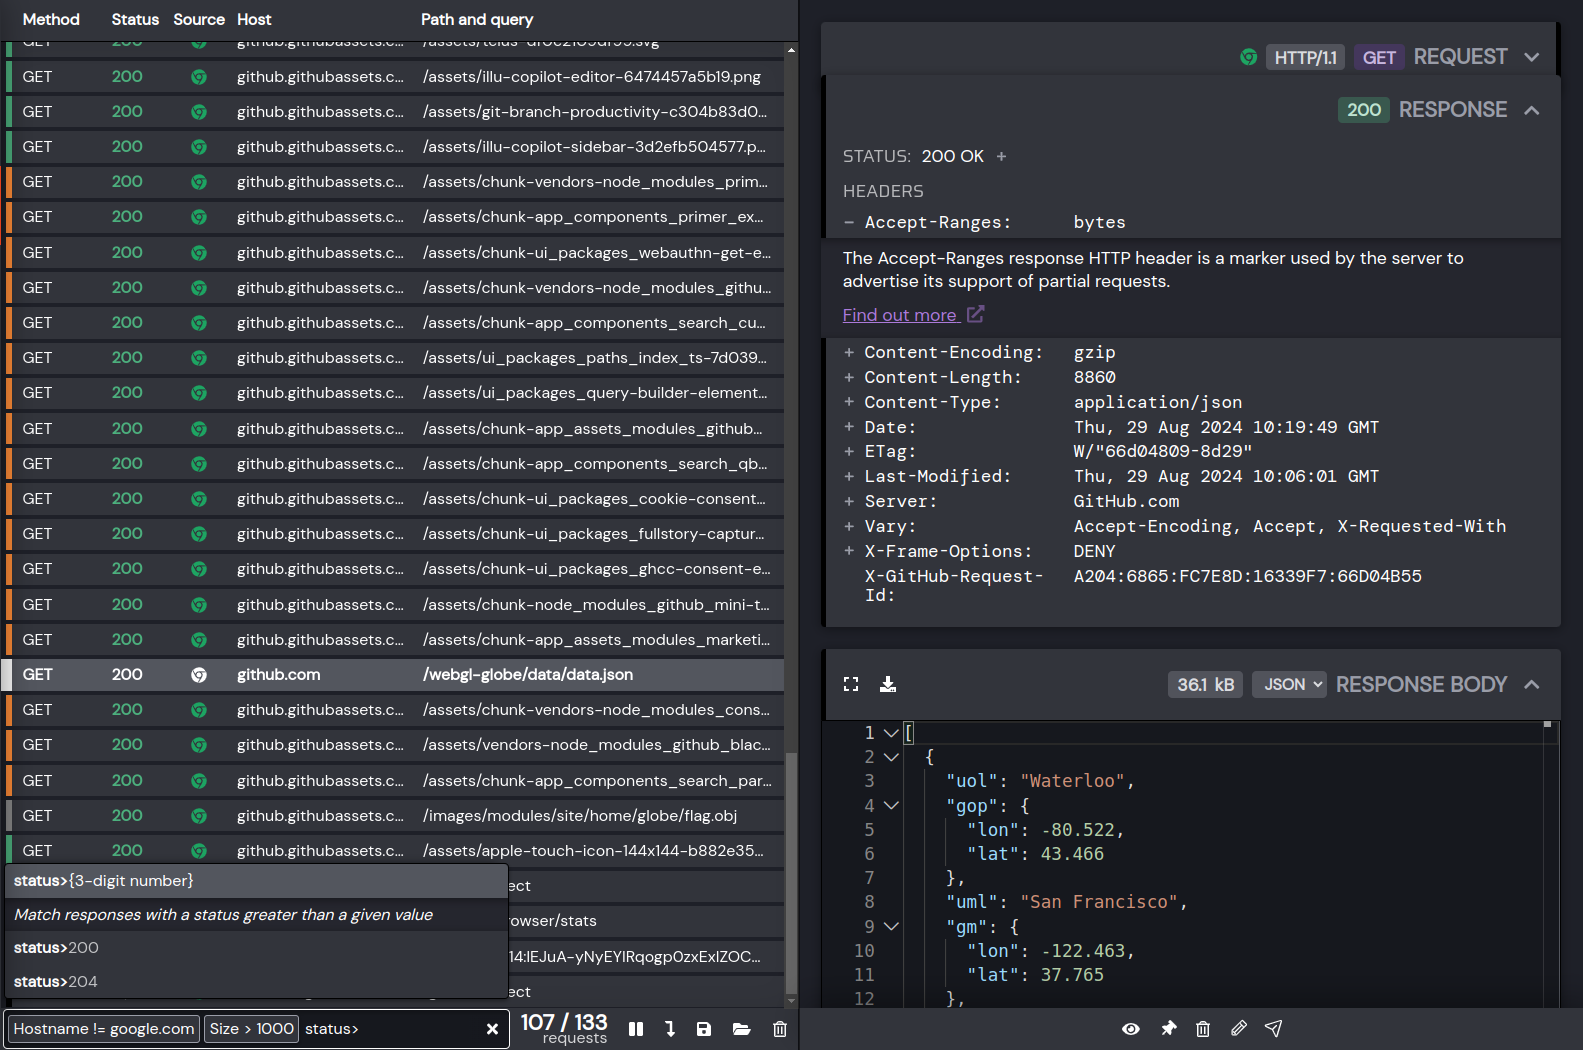 Method Status Source Host Path and query
GET 200 github.githubassets.c...
GET 200 github.githubassets.c... /assets/illu-copilot-editor-6474457a5b19.png
GET 200 github.githubassets.c... /assets/git-branch-productivity-c304b83d0...
GET 200 github.githubassets.c... /assets/illu-copilot-sidebar-3d2efb504577.p...
GET 200 github.githubassets.c... /assets/chunk-vendors-node_modules_prim...
GET 200 github.githubassets.c... /assets/chunk-app_components_primer_ex...
GET 200 github.githubassets.c... /assets/chunk-ui_packages_webauthn-get-e...
GET 200 github.githubassets.c... /assets/chunk-vendors-node_modules_githu...
GET 200 github.githubassets.c... /assets/chunk-app_components_search_cu...
GET 200 github.githubassets.c... /assets/ui_packages_paths_index_ts-7d039...
GET 200 github.githubassets.c... /assets/ui_packages_query-builder-element...
GET 200 github.githubassets.c... /assets/chunk-app_assets_modules_github...
GET 200 github.githubassets.c... /assets/chunk-app_components_search_qb...
GET 200 github.githubassets.c... /assets/chunk-ui_packages_cookie-consent...
GET 200 github.githubassets.c... /assets/chunk-ui_packages_fullstory-captur...
GET 200 github.githubassets.c... /assets/chunk-ui_packages_ghcc-consent-e...
GET 200 github.githubassets.c... /assets/chunk-node_modules_github_mini-t...
GET 200 github.githubassets.c... /assets/chunk-app_assets_modules_marketi...
GET 200 github.com /webgl-globe/data/data.json
GET 200 github.githubassets.c... /assets/chunk-vendors-node_modules_cons...
GET 200 github.githubassets.c... /assets/vendors-node_modules_github_blac...
GET 200 github.githubassets.c... /assets/chunk-app_components_search_par...
GET 200 github.githubassets.c... /images/modules/site/home/globe/flag.obj
GET 200 github.githubassets.c... /assets/apple-touch-icon-144x144-b882e35...
status>{3-digit number} ect
Match responses with a status greater than a given value rowser/stats
status>200 14:IEJuA-yNyEYIRqogp0zxExIZOC...
status>204 ect
Hostname != google.com Size > 1000 status> 107 / 133
requests
HTTP/1.1 GET REQUEST
200 RESPONSE
STATUS: 200 OK +
HEADERS
− Accept-Ranges: bytes
The Accept-Ranges response HTTP header is a marker used by the server to
advertise its support of partial requests.
Find out more
+ Content-Encoding: gzip
+ Content-Length: 8860
+ Content-Type: application/json
+ Date: Thu, 29 Aug 2024 10:19:49 GMT
+ ETag: W/"66d04809-8d29"
+ Last-Modified: Thu, 29 Aug 2024 10:06:01 GMT
+ Server: GitHub.com
+ Vary: Accept-Encoding, Accept, X-Requested-With
+ X-Frame-Options: DENY
X-GitHub-Request- A204:6865:FC7E8D:16339F7:66D04B55
Id:
36.1 kB JSON RESPONSE BODY
1 [
2 {
3 "uol": "Waterloo",
4 "gop": {
5 "lon": -80.522,
6 "lat": 43.466
7 },
8 "uml": "San Francisco",
9 "gm": {
10 "lon": -122.463,
11 "lat": 37.765
12 },